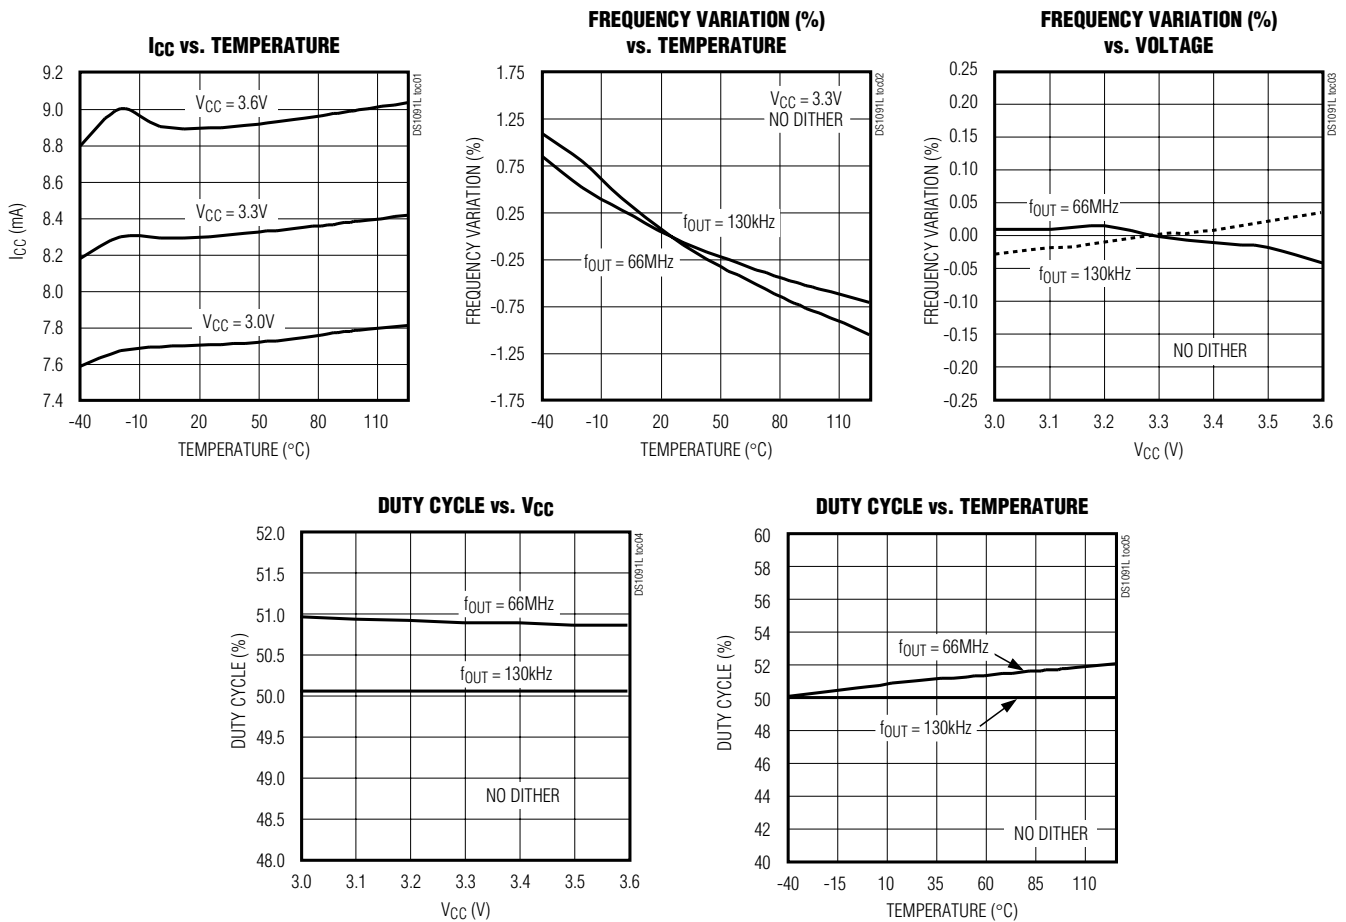 ICC vs. TEMPERATURE
9.2
9.0
8.8
8.6
8.4
8.2
8.0
7.8
7.6
7.4
ICC (mA)
VCC = 3.6V
VCC = 3.3V
VCC = 3.0V
DS1091L toc01
-40
-10
20
50
80
110
TEMPERATURE (°C)
FREQUENCY VARIATION (%)
vs. TEMPERATURE
1.75
1.25
0.75
0.25
-0.25
-0.75
-1.25
-1.75
FREQUENCY VARIATION (%)
VCC = 3.3V
NO DITHER
fOUT = 130kHz
fOUT = 66MHz
DS1091L toc02
-40
-10
20
50
80
110
TEMPERATURE (°C)
FREQUENCY VARIATION (%)
vs. VOLTAGE
0.25
0.20
0.15
0.10
0.05
0.00
-0.05
-0.10
-0.15
-0.20
-0.25
FREQUENCY VARIATION (%)
fOUT = 66MHz
fOUT = 130kHz
NO DITHER
DS1091L toc03
3.0
3.1
3.2
3.3
3.4
3.5
3.6
VCC (V)
DUTY CYCLE vs. VCC
52.0
51.5
51.0
50.5
50.0
49.5
49.0
48.5
48.0
DUTY CYCLE (%)
fOUT = 66MHz
fOUT = 130kHz
NO DITHER
DS1091L toc04
3.0
3.1
3.2
3.3
3.4
3.5
3.6
VCC (V)
DUTY CYCLE vs. TEMPERATURE
60
58
56
54
52
50
48
46
44
42
40
DUTY CYCLE (%)
fOUT = 66MHz
fOUT = 130kHz
NO DITHER
DS1091L toc05
-40
-15
10
35
60
85
110
TEMPERATURE (°C)